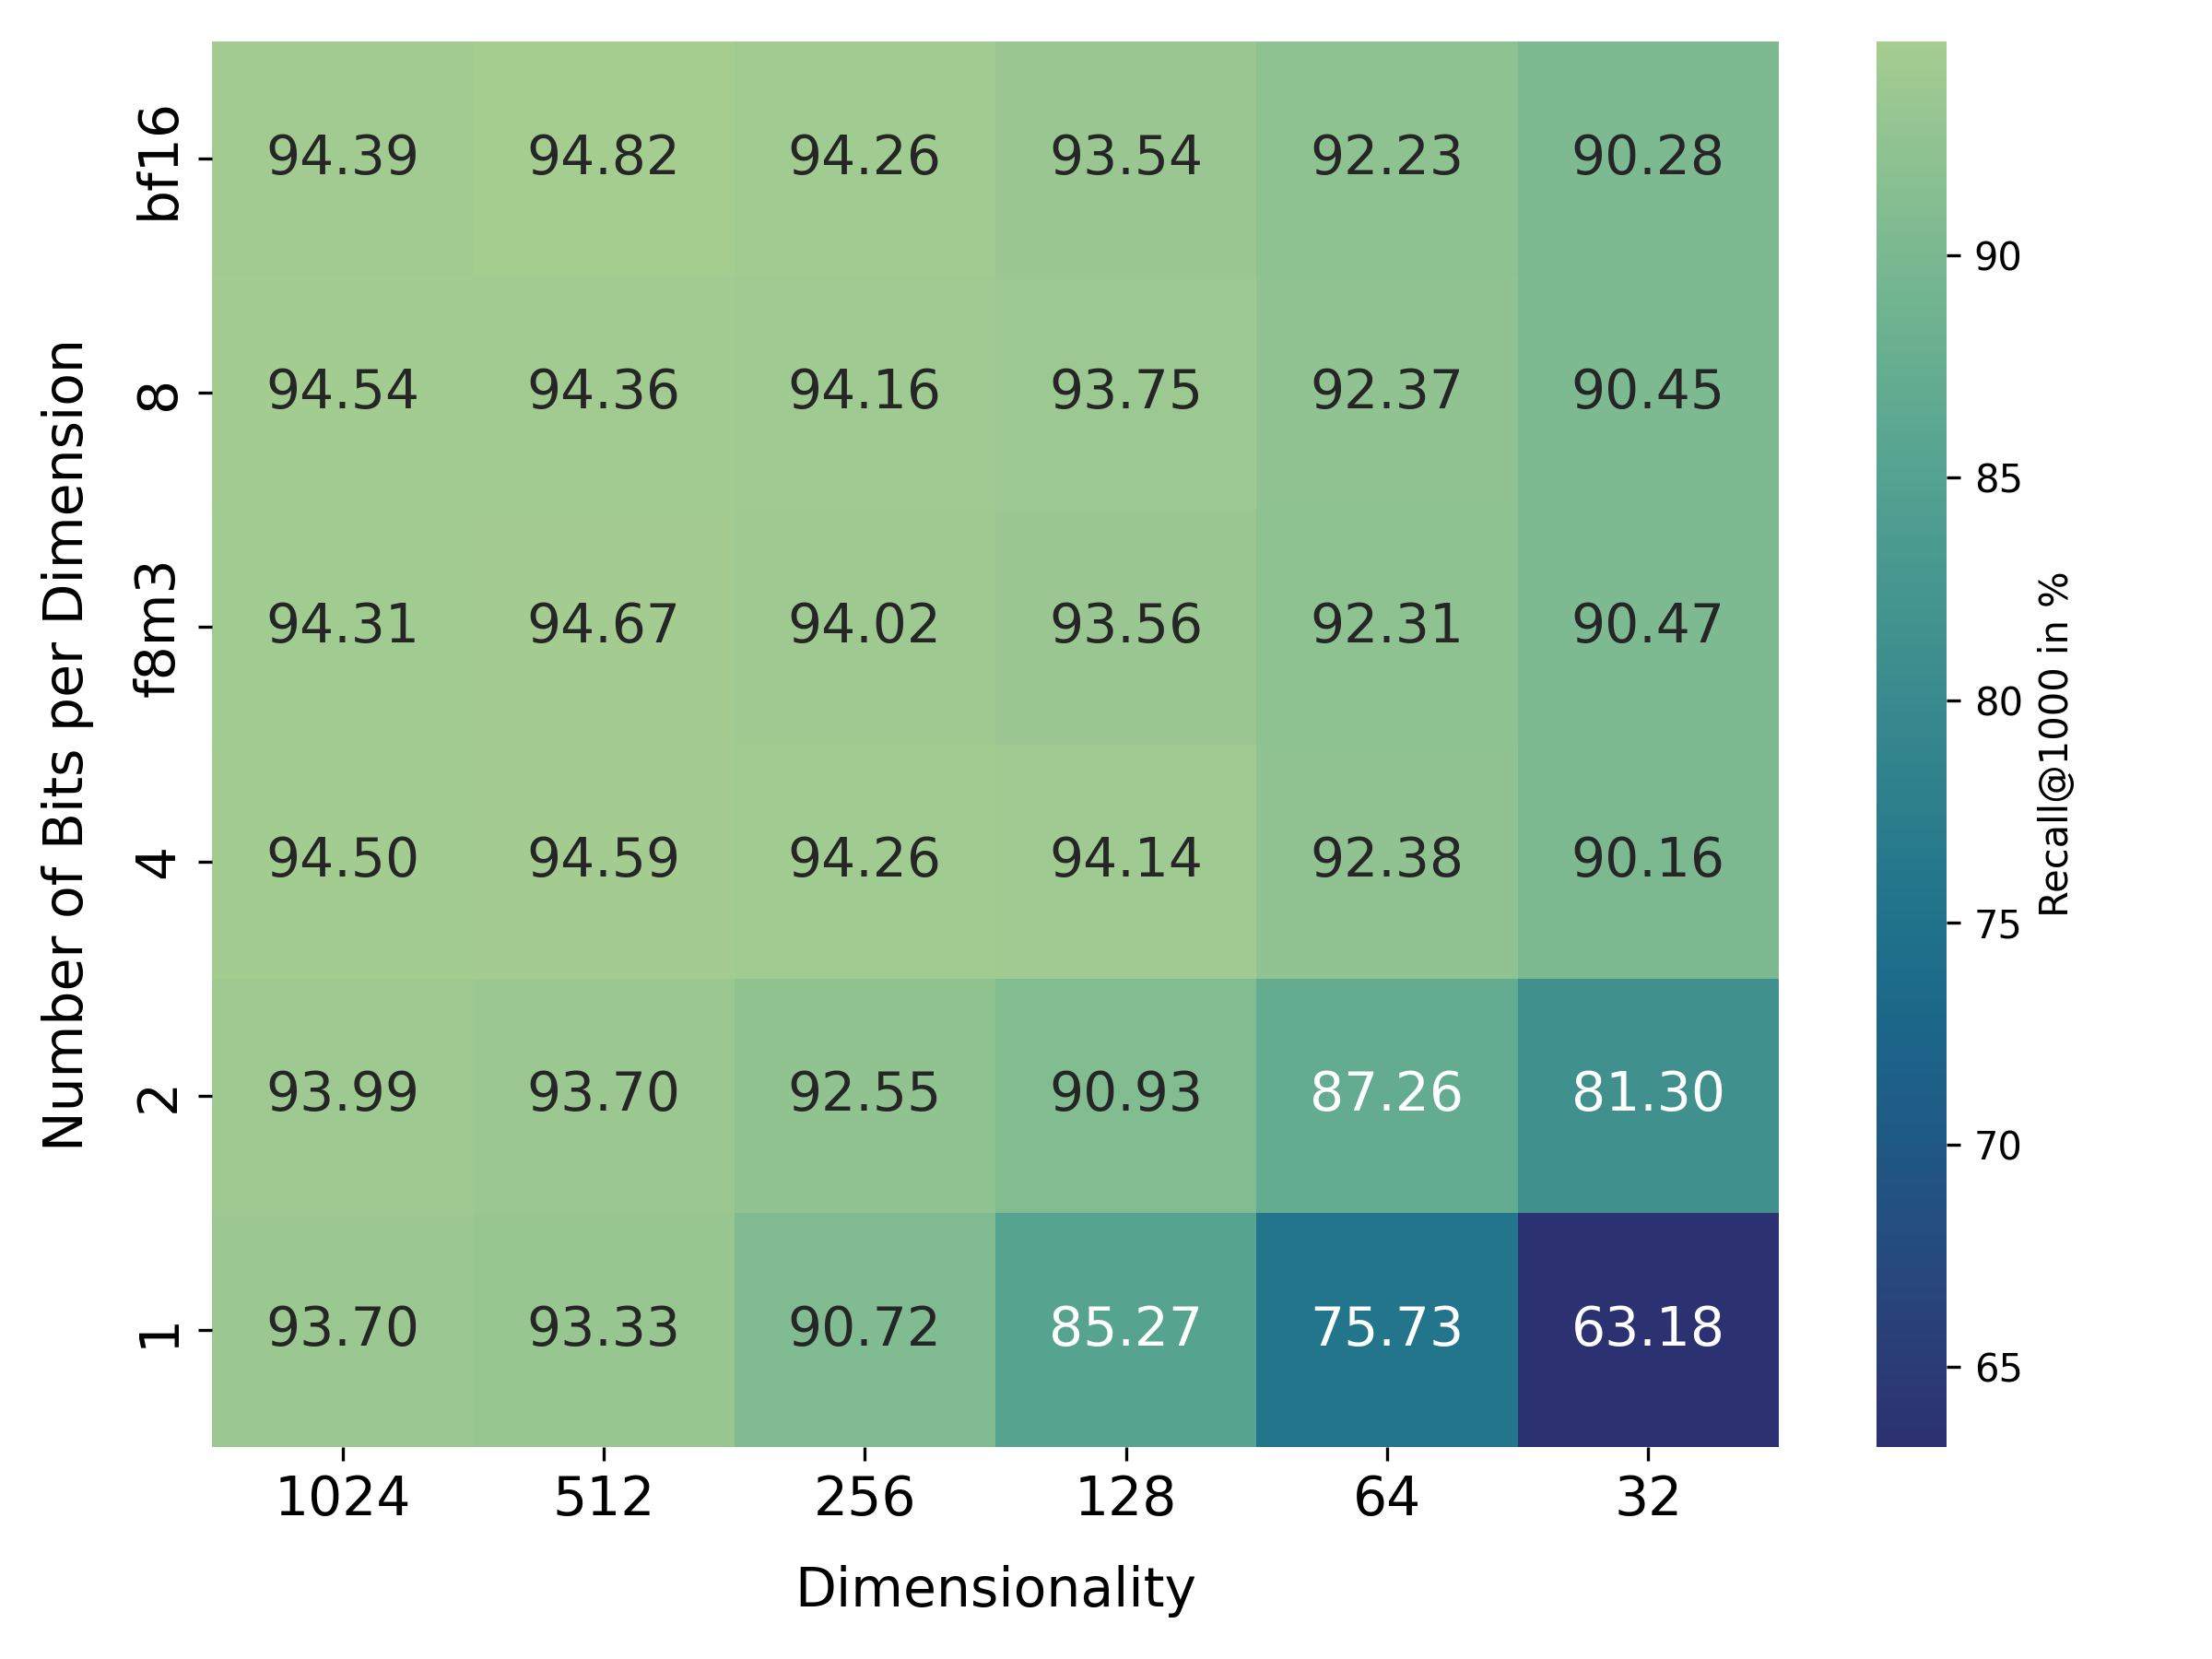 Number of Bits per Dimension
bf16 94.39 94.82 94.26 93.54 92.23 90.28
8 94.54 94.36 94.16 93.75 92.37 90.45
f8m3 94.31 94.67 94.02 93.56 92.31 90.47
4 94.50 94.59 94.26 94.14 92.38 90.16
2 93.99 93.70 92.55 90.93 87.26 81.30
1 93.70 93.33 90.72 85.27 75.73 63.18
1024 512 256 128 64 32
Dimensionality
90
85
80
75
70
65
Recall@1000 in %